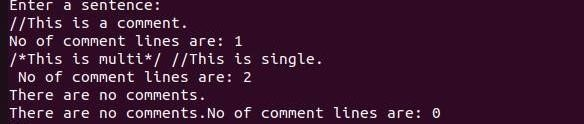 Enter a sentence:
//This is a comment.
No of comment lines are: 1
/*This is multi*/ //This is single.
 No of comment lines are: 2
There are no comments.
There are no comments.No of comment lines are: 0